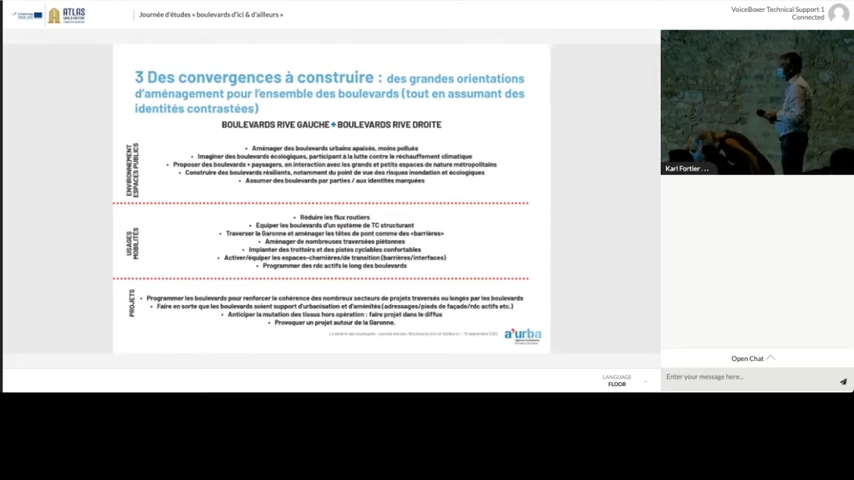 ATLAS
Journée d'études « boulevards d'ici & d'ailleurs »
VoiceBoxer Technical Support 1
Connected
3 Des convergences à construire : des grandes orientations
d'aménagement pour l'ensemble des boulevards (tout en assumant des
identités contrastées)
BOULEVARDS RIVE GAUCHE + BOULEVARDS RIVE DROITE
ENVIRONNEMENT
ESPACES PUBLICS
• Aménager des boulevards urbains apaisés, moins pollués
• Imaginer des boulevards écologiques, participant à la lutte contre le réchauffement climatique
• Proposer des boulevards + paysagers, en interaction avec les grands et petits espaces de nature métropolitains
• Construire des boulevards résilients, notamment du point de vue des risques inondation et écologiques
• Assumer des boulevards par parties / aux identités marquées
USAGES
MOBILITÉS
• Réduire les flux routiers
• Equiper les boulevards d'un système de TC structurant
• Traverser la Garonne et aménager les têtes de pont comme des «barrières»
• Aménager de nombreuses traversées piétonnes
• Implanter des trottoirs et des pistes cyclables confortables
• Activer/équiper les espaces-charnières/de transition (barrières/interfaces)
• Programmer des rdc actifs le long des boulevards
PROJETS
• Programmer les boulevards pour renforcer la cohérence des nombreux secteurs de projets traversés ou longés par les boulevards
• Faire en sorte que les boulevards soient support d'urbanisation et d'aménités (adressages/pieds de façade/rdc actifs etc.)
• Anticiper la mutation des tissus hors opération : faire projet dans le diffus
• Provoquer un projet autour de la Garonne.
a'urba
Karl Fortier ...
Open Chat
Enter your message here...
LANGUAGE
FLOOR